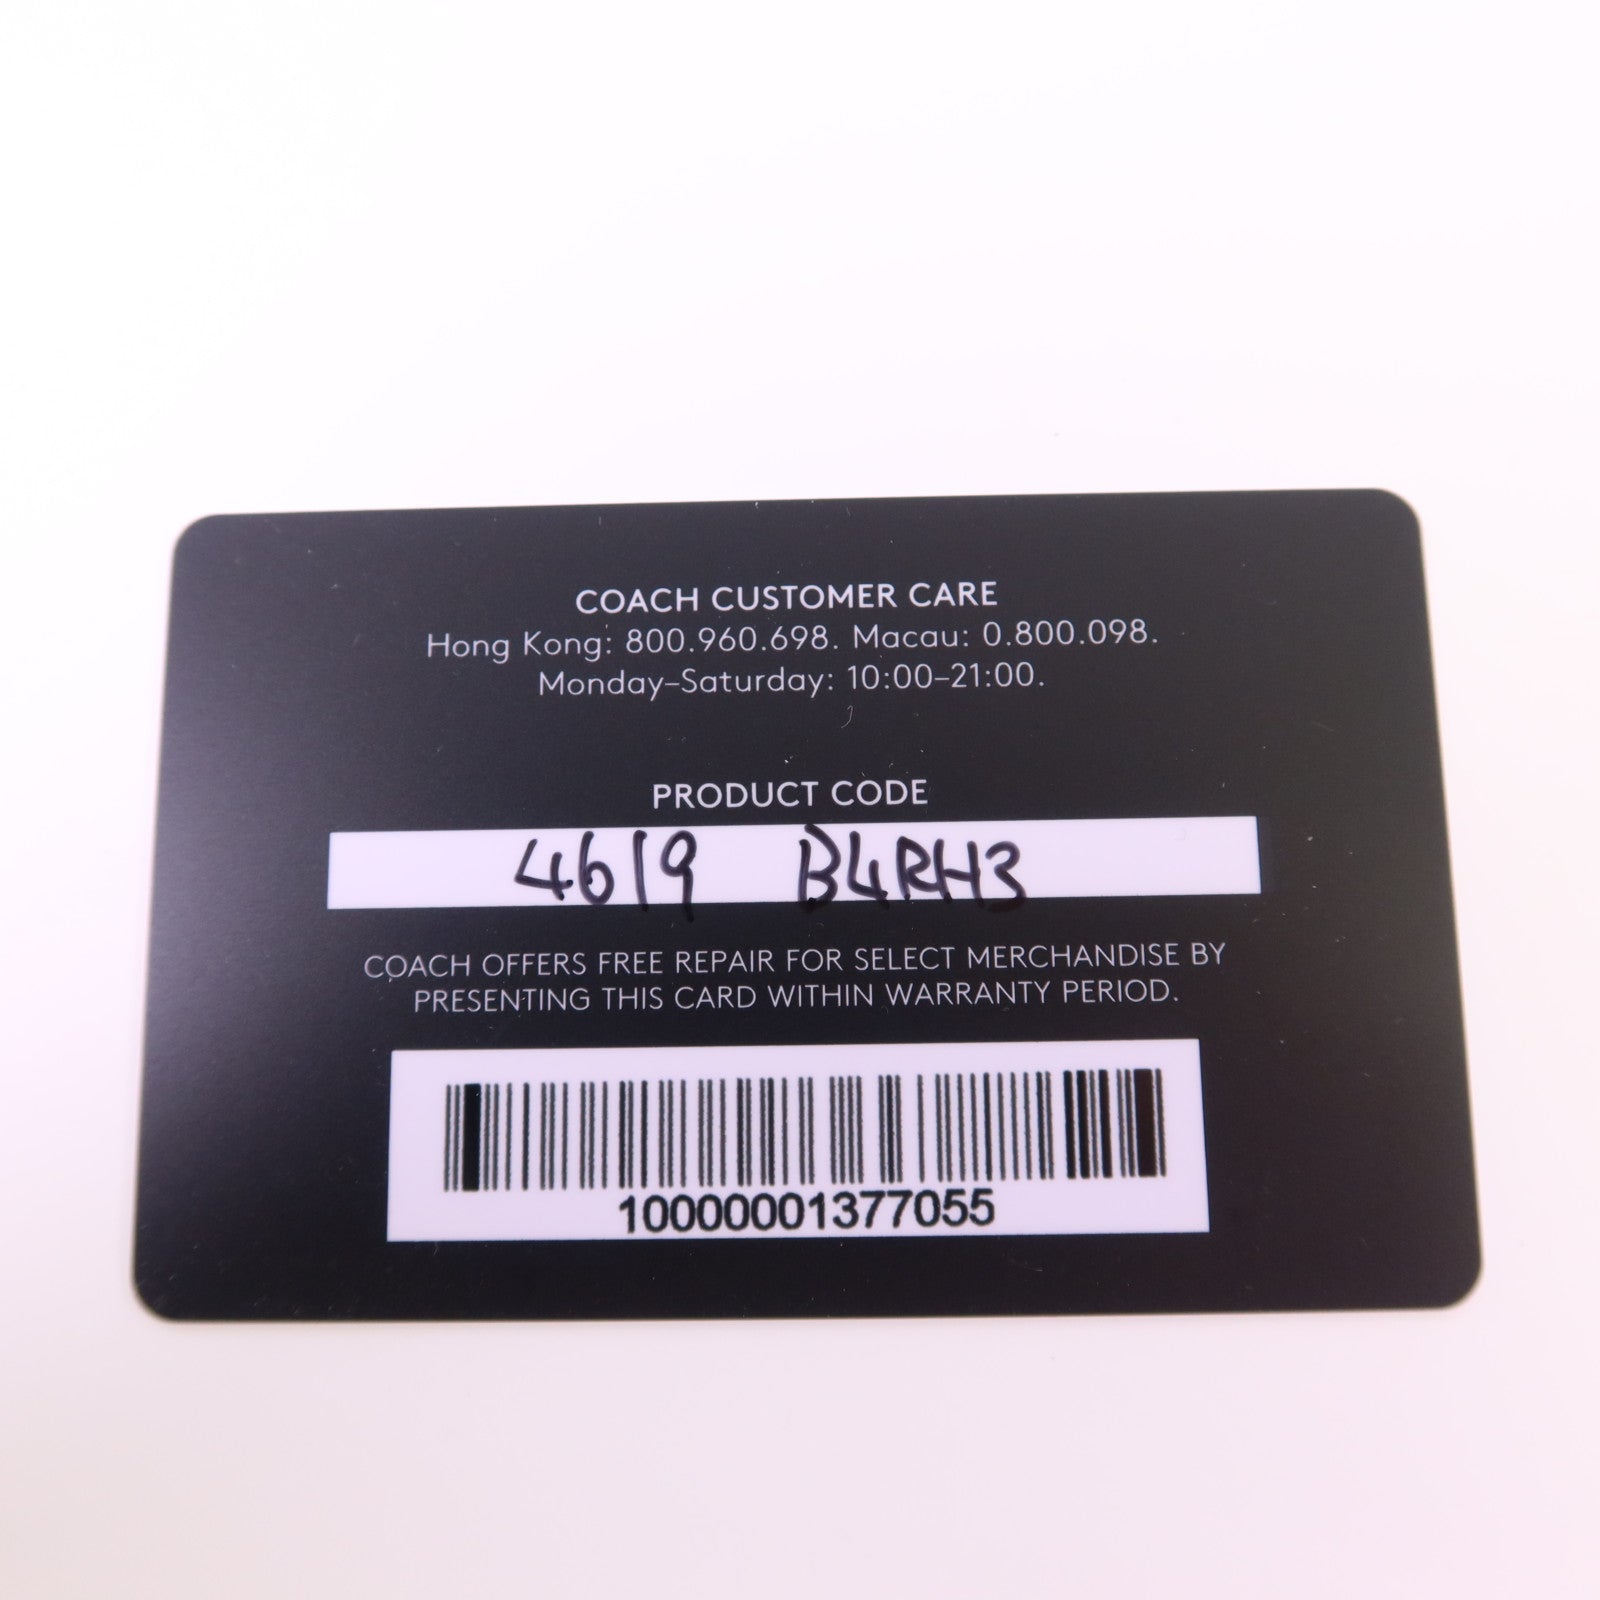 COACH CUSTOMER CARE
Hong Kong: 800.960.698. Macau: 0.800.098.
Monday–Saturday: 10:00–21:00.
PRODUCT CODE
4619 B4RH3
COACH OFFERS FREE REPAIR FOR SELECT MERCHANDISE BY
PRESENTING THIS CARD WITHIN WARRANTY PERIOD.
10000001377055